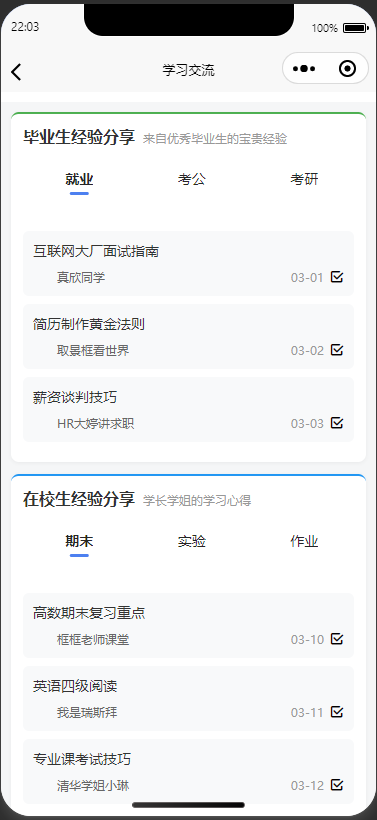 22:03 100%
学习交流
毕业生经验分享 来自优秀毕业生的宝贵经验
就业 考公 考研
互联网大厂面试指南
真欣同学 03-01
简历制作黄金法则
取景框看世界 03-02
薪资谈判技巧
HR大婷讲求职 03-03
在校生经验分享 学长学姐的学习心得
期末 实验 作业
高数期末复习重点
框框老师课堂 03-10
英语四级阅读
我是瑞斯拜 03-11
专业课考试技巧
清华学姐小琳 03-12